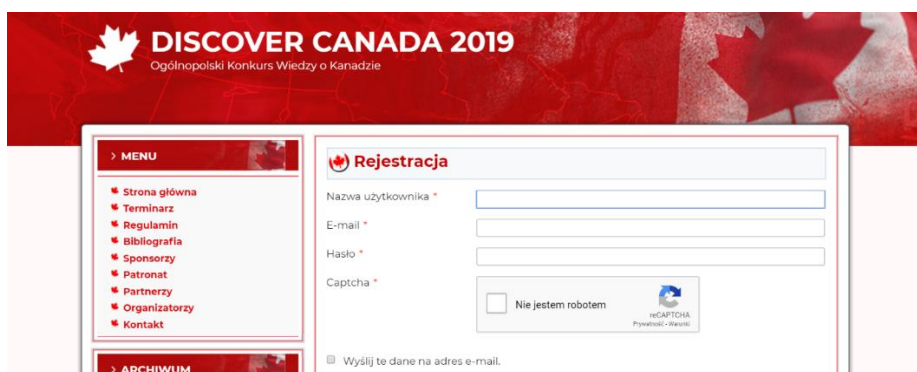 DISCOVER CANADA 2019
Ogólnopolski Konkurs Wiedzy o Kanadzie
> MENU
Strona główna
Terminarz
Regulamin
Bibliografia
Sponsorzy
Patronat
Partnerzy
Organizatorzy
Kontakt
> ARCHIWUM
Rejestracja
Nazwa użytkownika *
E-mail *
Hasło *
Captcha *
Nie jestem robotem
reCAPTCHA
Prywatność - Warunki
Wyślij te dane na adres e-mail.